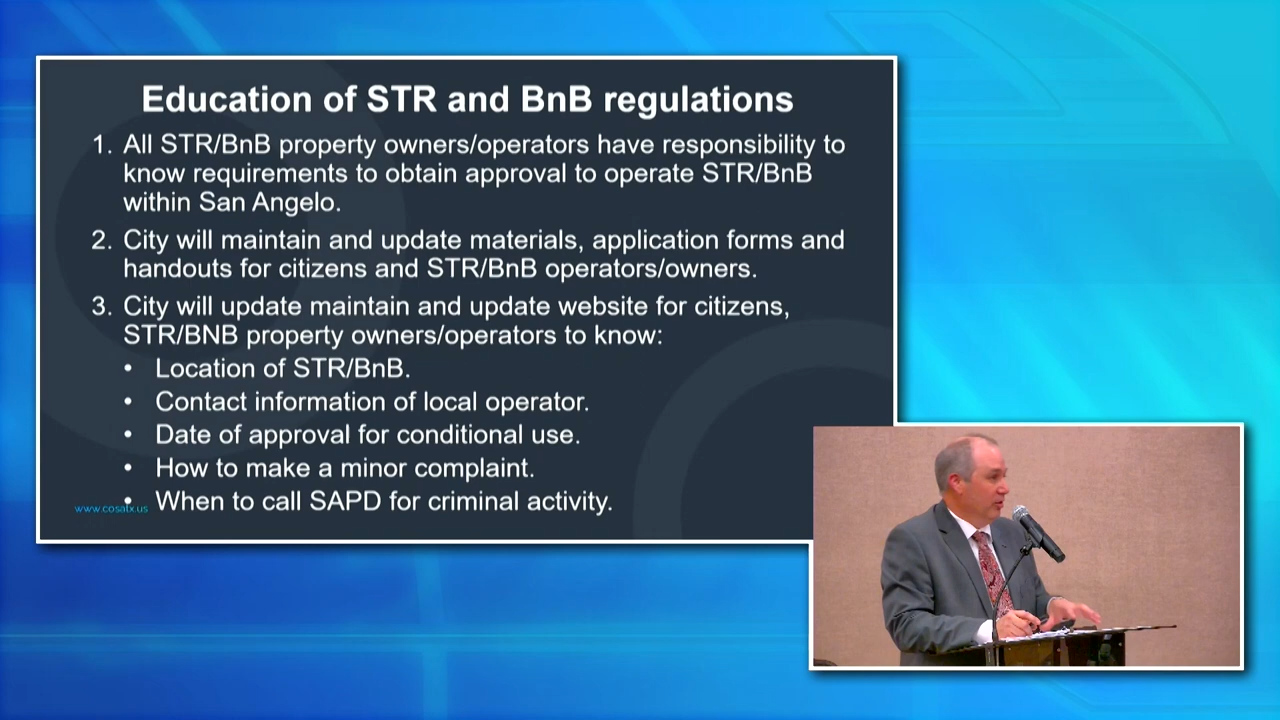 Education of STR and BnB regulations
1. All STR/BnB property owners/operators have responsibility to
know requirements to obtain approval to operate STR/BnB
within San Angelo.
2. City will maintain and update materials, application forms and
handouts for citizens and STR/BnB operators/owners.
3. City will update maintain and update website for citizens,
STR/BNB property owners/operators to know:
• Location of STR/BnB.
• Contact information of local operator.
• Date of approval for conditional use.
• How to make a minor complaint.
• When to call SAPD for criminal activity.
www.cosatx.us